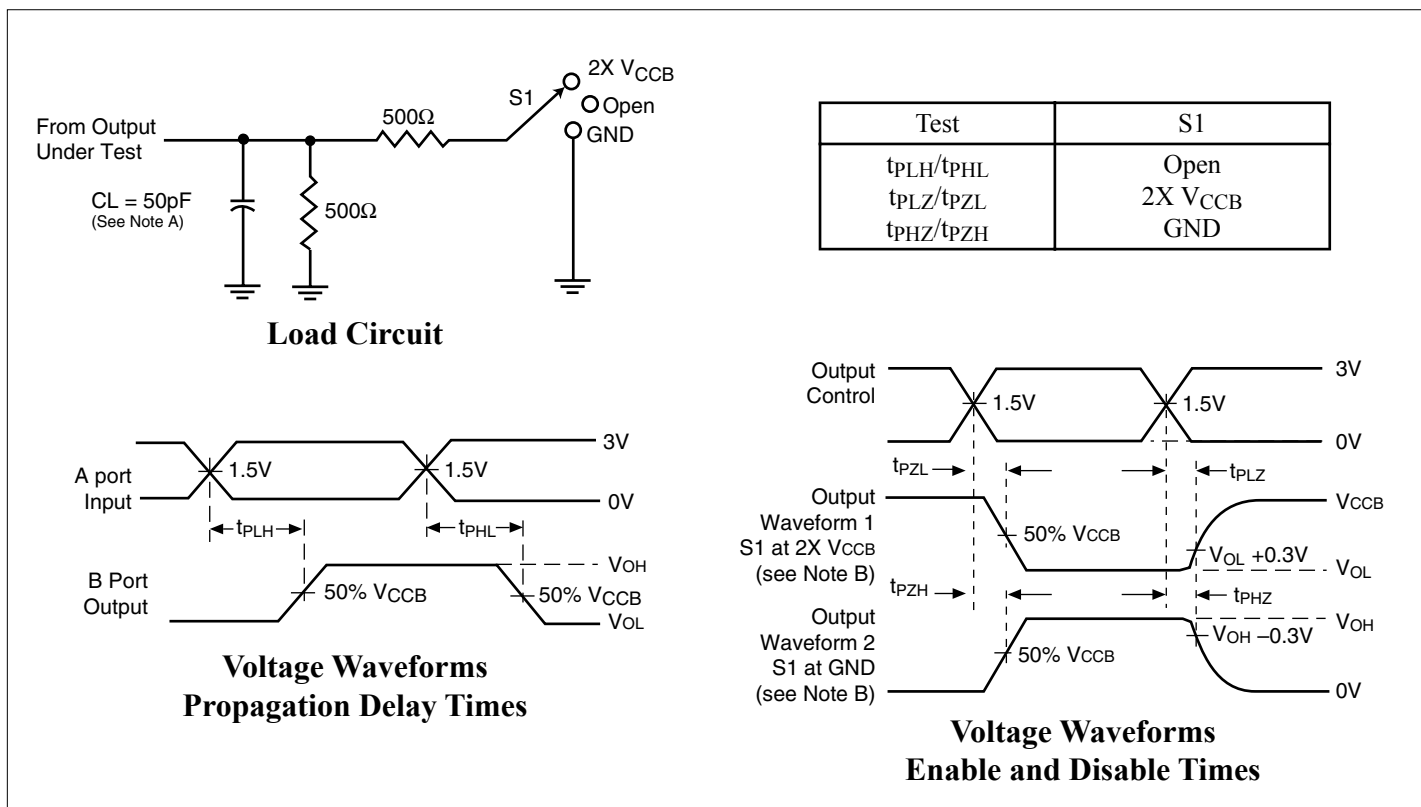 2X VCCB
S1
Open
500Ω
GND
From Output
Under Test
CL = 50pF
(See Note A)
500Ω
Load Circuit
Test S1
tPLH/tPHL Open
tPLZ/tPZL 2X VCCB
tPHZ/tPZH GND
A port
Input
3V
1.5V 1.5V
0V
tPLH tPHL
B Port
Output
VOH
50% VCCB 50% VCCB
VOL
Voltage Waveforms
Propagation Delay Times
Output
Control
3V
1.5V 1.5V
0V
tPZL tPLZ
Output
Waveform 1
S1 at 2X VCCB
(see Note B)
VCCB
50% VCCB
VOL +0.3V
VOL
tPZH tPHZ
Output
Waveform 2
S1 at GND
(see Note B)
VOH
VOH –0.3V
50% VCCB
0V
Voltage Waveforms
Enable and Disable Times